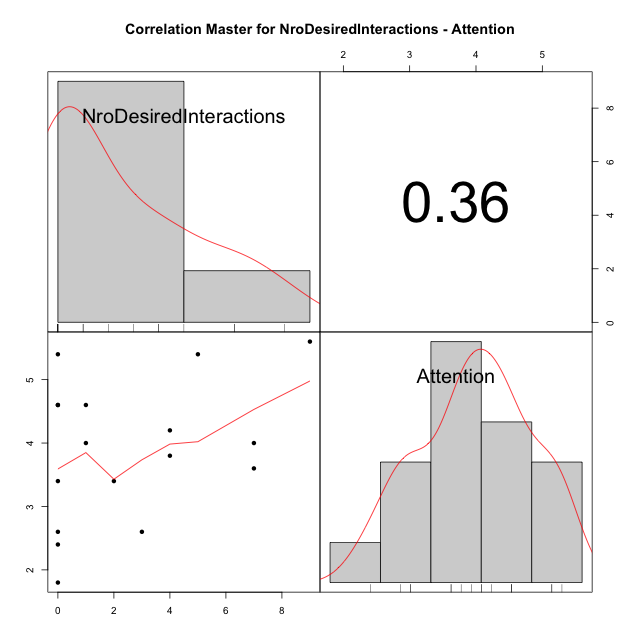 Correlation Master for NroDesiredInteractions - Attention
2 3 4 5
NroDesiredInteractions
0.36
8
6
4
2
0
Attention
5
4
3
2
0 2 4 6 8